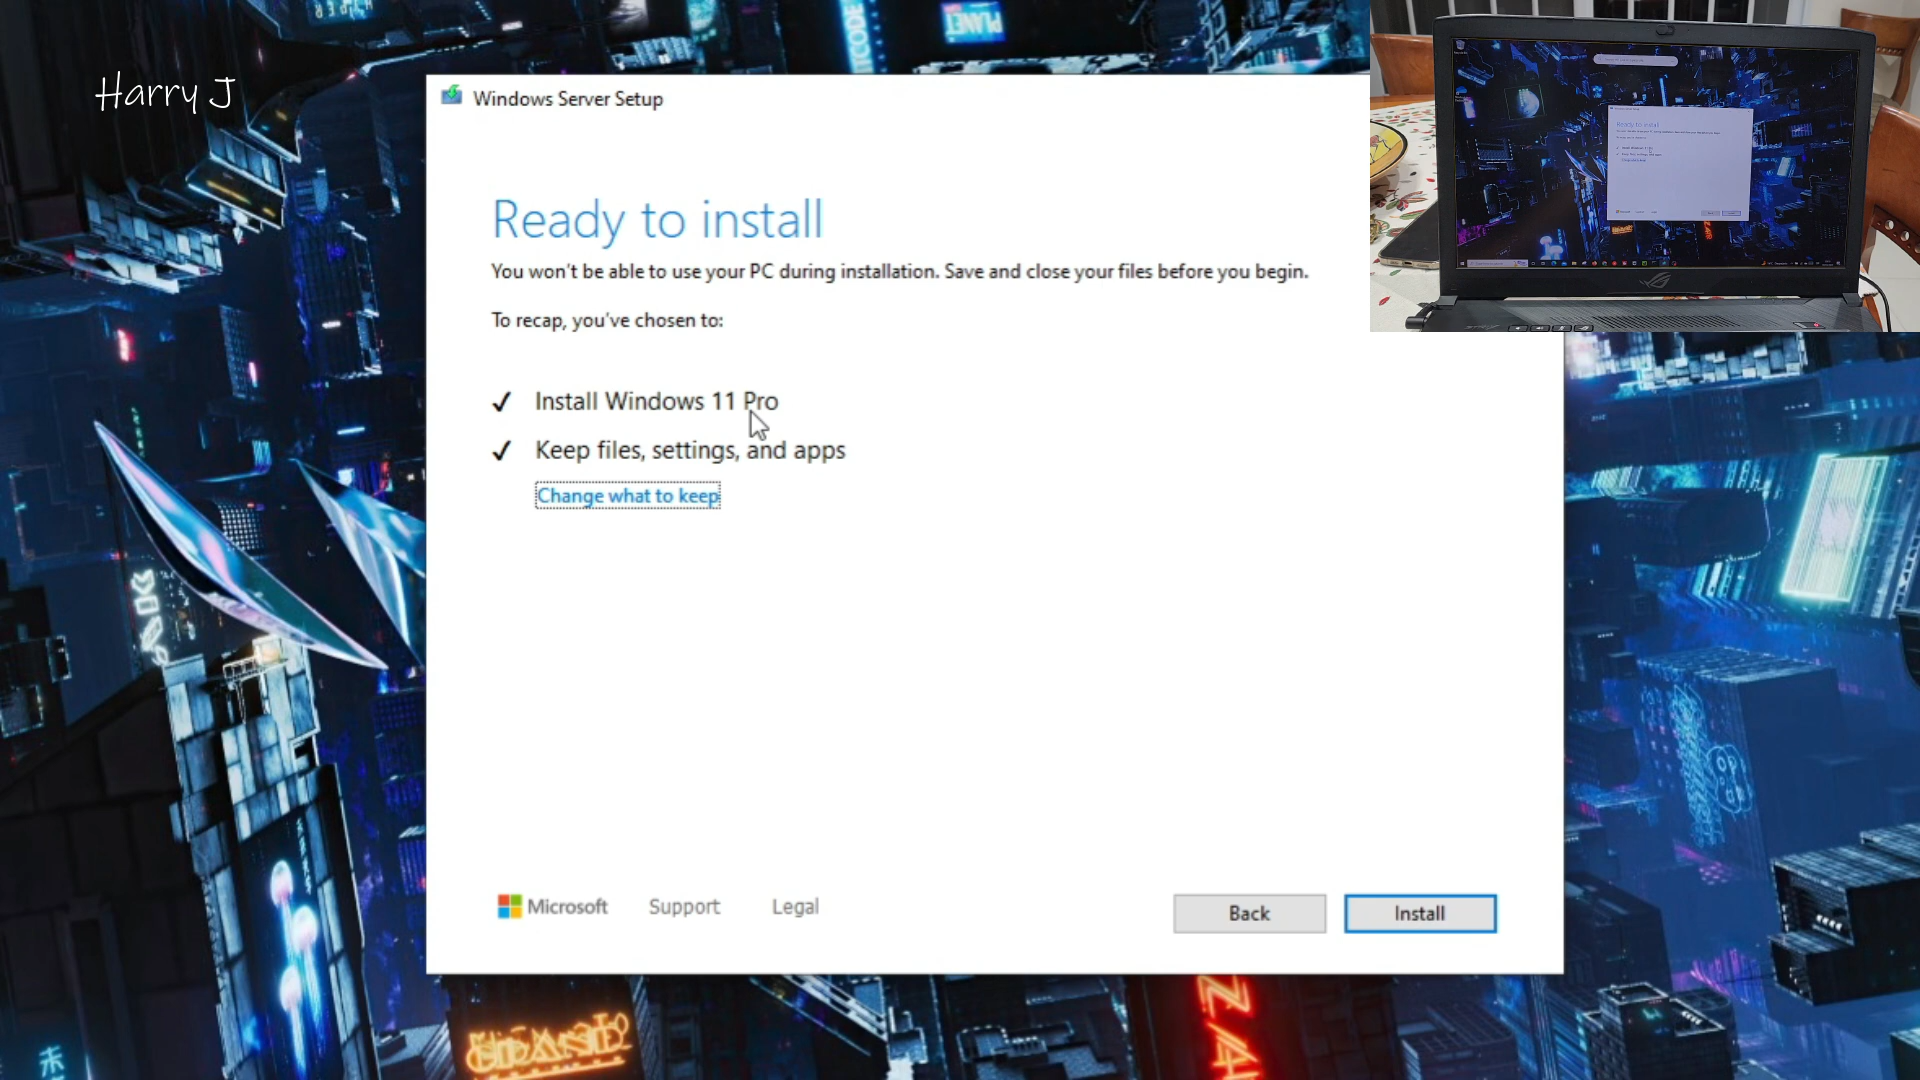 Harry J
Windows Server Setup
Ready to install
You won't be able to use your PC during installation. Save and close your files before you begin.
To recap, you've chosen to:
✓ Install Windows 11 Pro
✓ Keep files, settings, and apps
Change what to keep
Microsoft Support Legal
Back Install